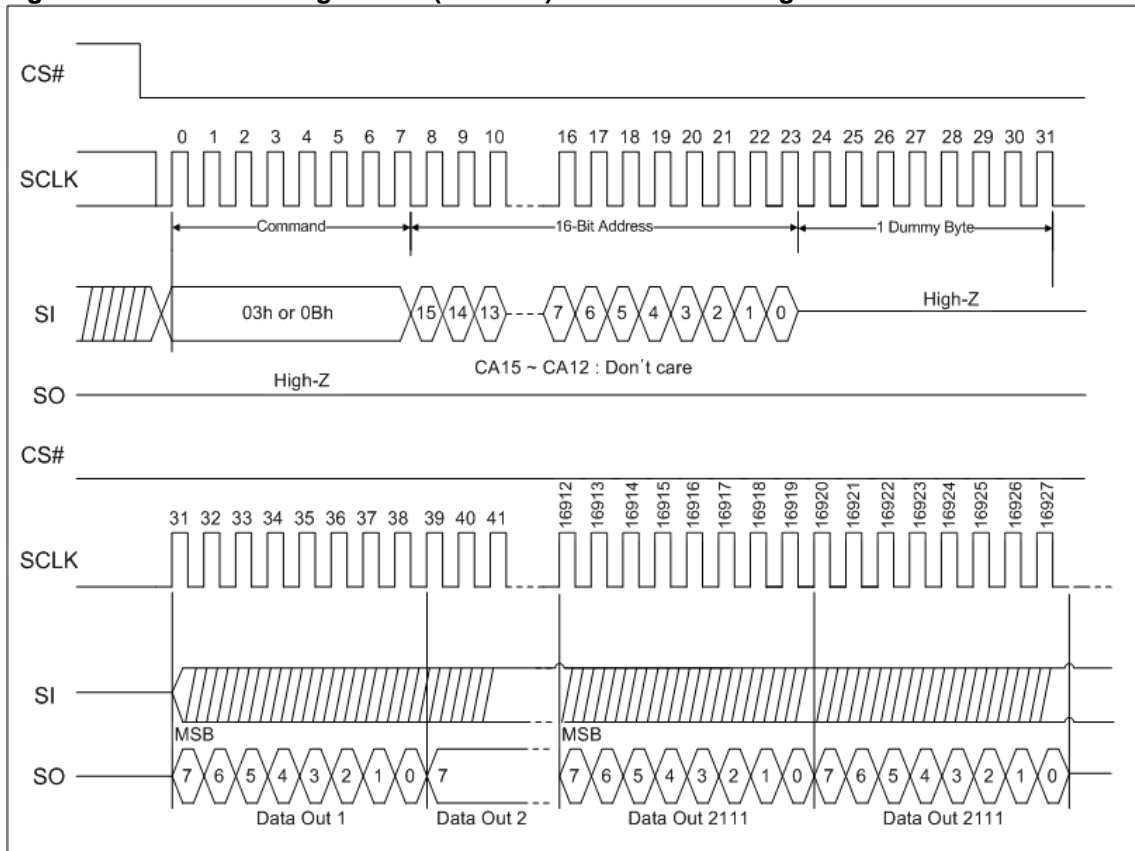 CS#
0 1 2 3 4 5 6 7 8 9 10 16 17 18 19 20 21 22 23 24 25 26 27 28 29 30 31
SCLK
Command 16-Bit Address 1 Dummy Byte
SI 03h or 0Bh 15 14 13 7 6 5 4 3 2 1 0 High-Z
CA15 ~ CA12 : Don't care
SO High-Z
CS#
31 32 33 34 35 36 37 38 39 40 41 16912 16913 16914 16915 16916 16917 16918 16919 16920 16921 16922 16923 16924 16925 16926 16927
SCLK
SI
MSB MSB
SO 7 6 5 4 3 2 1 0 7 7 6 5 4 3 2 1 0 7 6 5 4 3 2 1 0
Data Out 1 Data Out 2 Data Out 2111 Data Out 2111